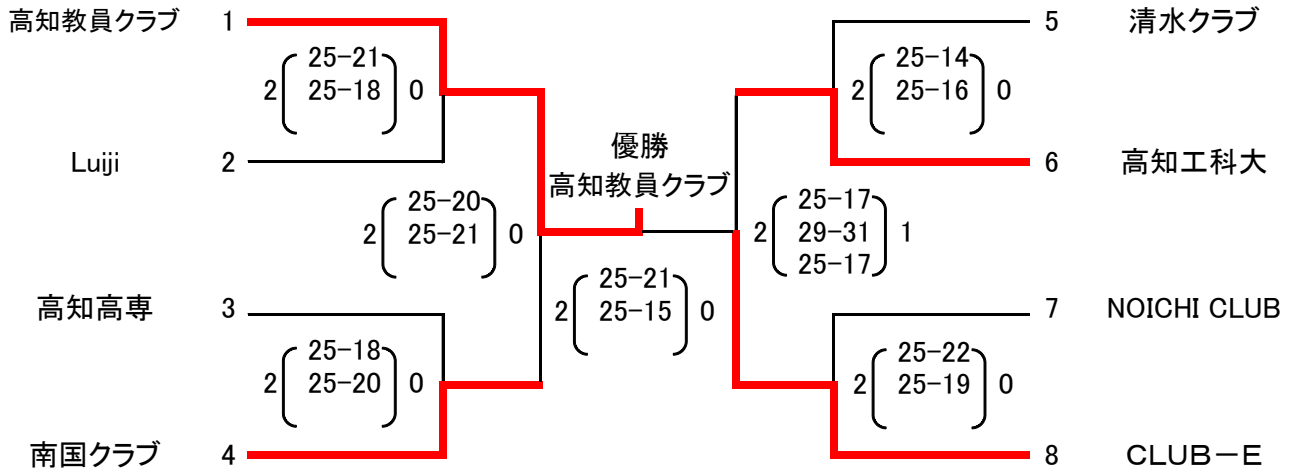 高知教員クラブ 1
5 清水クラブ
25-21
2 25-18 0
25-14
2 25-16 0
Luiji 2
優勝
高知教員クラブ
6 高知工科大
25-20
2 25-21 0
25-17
2 29-31 1
25-17
高知高専 3
25-21
2 25-15 0
7 NOICHI CLUB
25-18
2 25-20 0
25-22
2 25-19 0
南国クラブ 4
8 CLUB-E